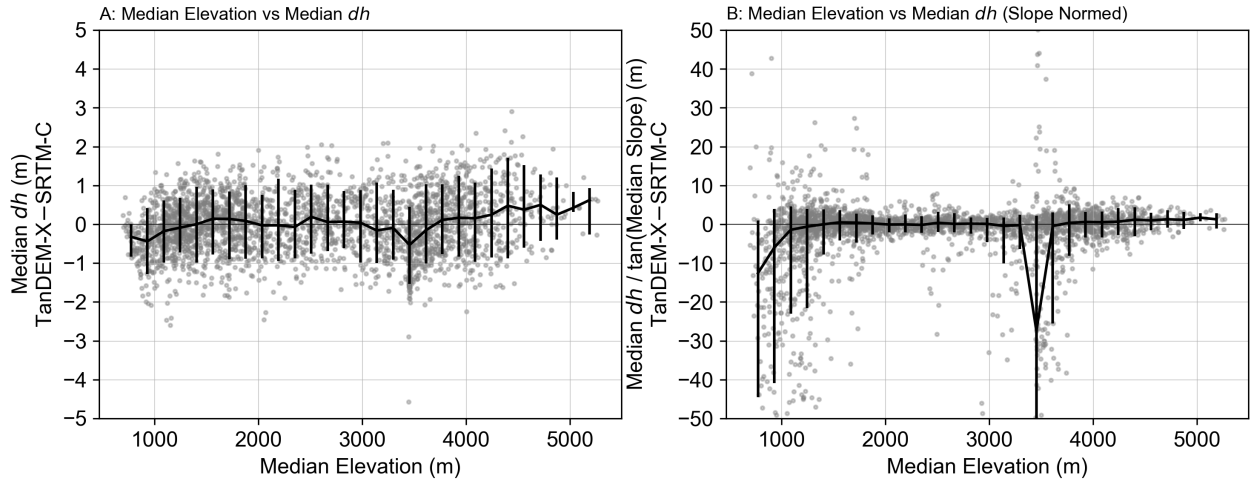 A: Median Elevation vs Median dh
5
4
3
2
1
0
−1
−2
−3
−4
−5
1000 2000 3000 4000 5000
Median Elevation (m)
Median dh (m)
TanDEM-X−SRTM-C
B: Median Elevation vs Median dh (Slope Normed)
50
40
30
20
10
0
−10
−20
−30
−40
−50
1000 2000 3000 4000 5000
Median Elevation (m)
Median dh / tan(Median Slope) (m)
TanDEM-X−SRTM-C